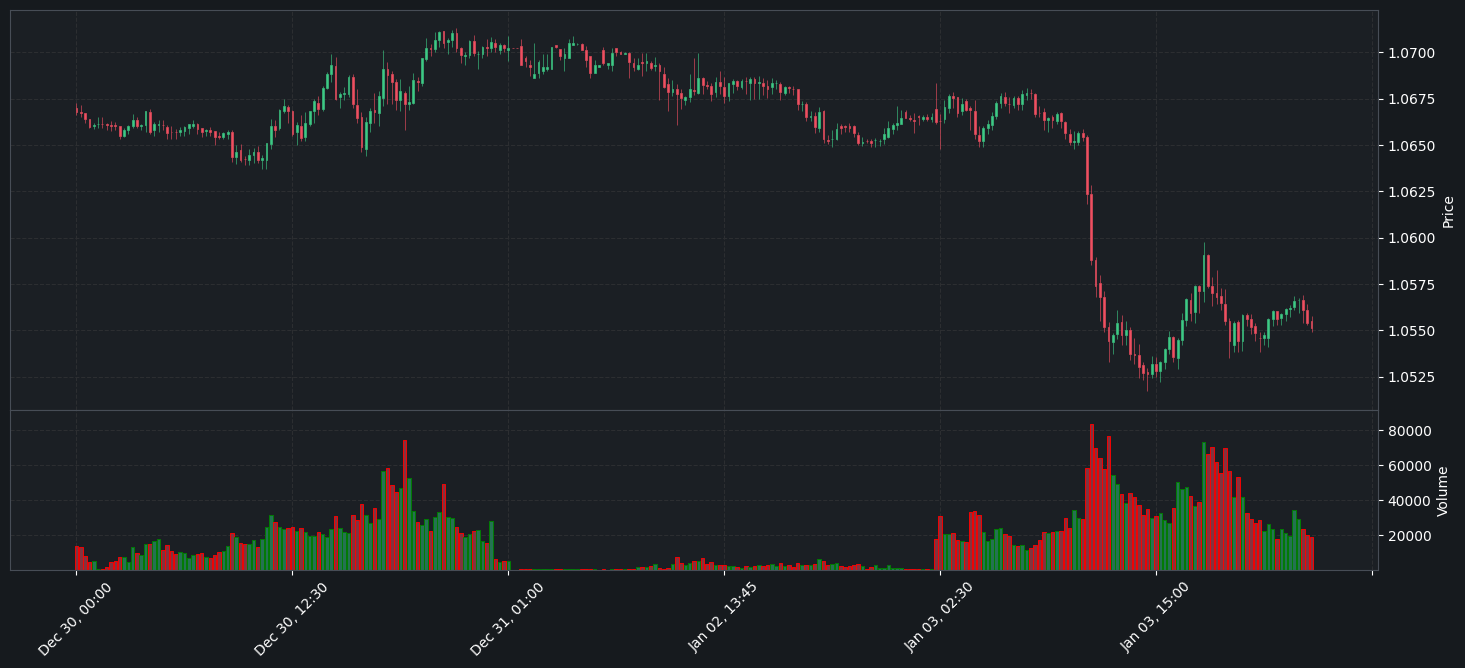 1.0700
1.0675
1.0650
1.0625
1.0600
1.0575
1.0550
1.0525
Price
80000
60000
40000
20000
Volume
Dec 30, 00:00
Dec 30, 12:30
Dec 31, 01:00
Jan 02, 13:45
Jan 03, 02:30
Jan 03, 15:00